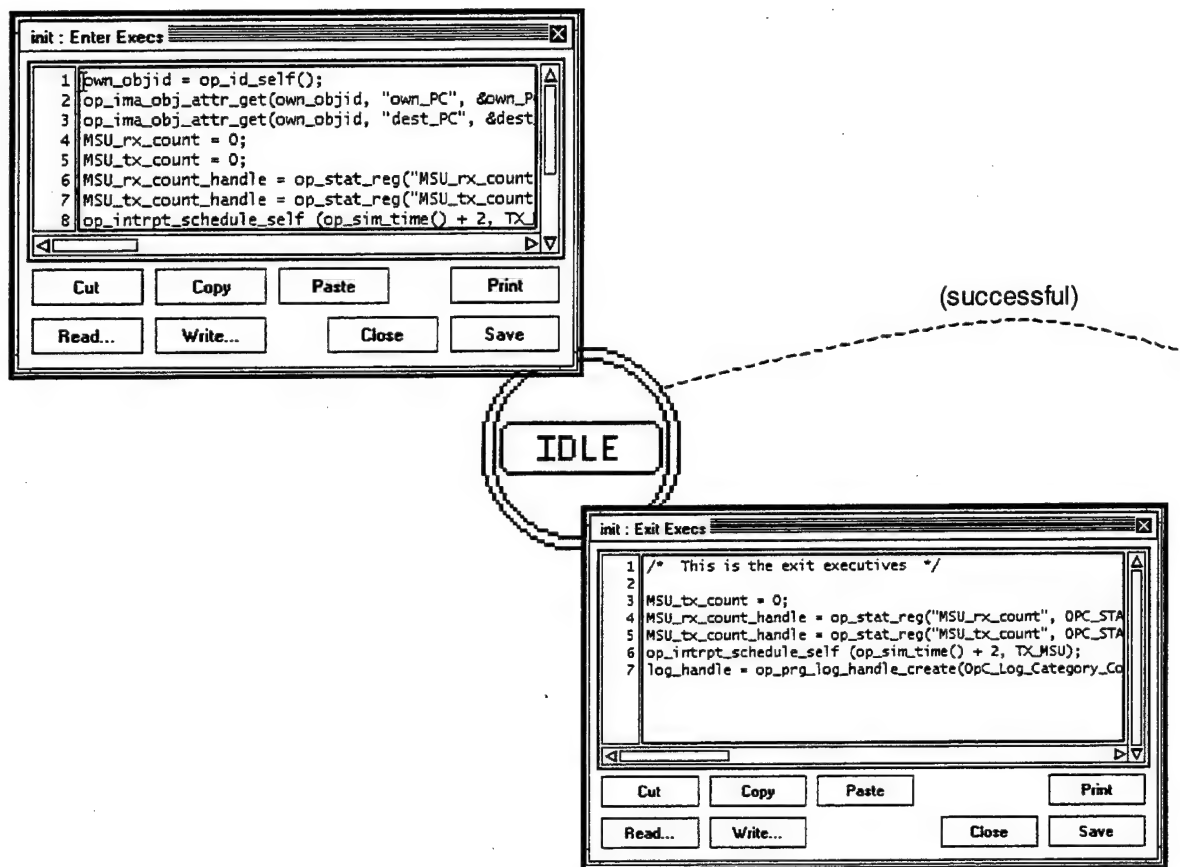 init : Enter Execs
1 own_objid = op_id_self();
2 op_ima_obj_attr_get(own_objid, "own_PC", &own_P
3 op_ima_obj_attr_get(own_objid, "dest_PC", &dest_
4 MSU_rx_count = 0;
5 MSU_tx_count = 0;
6 MSU_rx_count_handle = op_stat_reg("MSU_rx_count
7 MSU_tx_count_handle = op_stat_reg("MSU_tx_count
8 op_intrpt_schedule_self (op_sim_time() + 2, TX_
Cut Copy Paste Print
Read... Write... Close Save
(successful)
IDLE
init : Exit Execs
1 /* This is the exit executives */
2
3 MSU_tx_count = 0;
4 MSU_rx_count_handle = op_stat_reg("MSU_rx_count", OPC_STA
5 MSU_tx_count_handle = op_stat_reg("MSU_tx_count", OPC_STA
6 op_intrpt_schedule_self (op_sim_time() + 2, TX_MSU);
7 log_handle = op_prg_log_handle_create(OpC_Log_Category_Co
Cut Copy Paste Print
Read... Write... Close Save